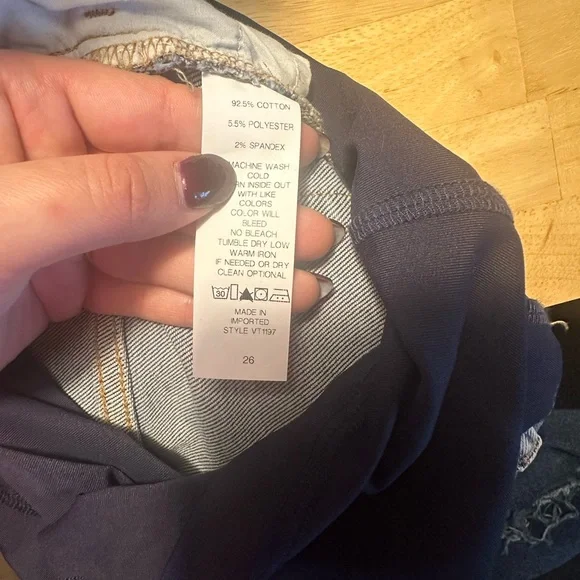 92.5% COTTON
5.5% POLYESTER
2% SPANDEX
MACHINE WASH
COLD
RN INSIDE OUT
WITH LIKE
COLORS
COLOR WILL
BLEED
NO BLEACH
TUMBLE DRY LOW
WARM IRON
IF NEEDED OR DRY
CLEAN OPTIONAL
30
MADE IN
IMPORTED
STYLE VT1197
26